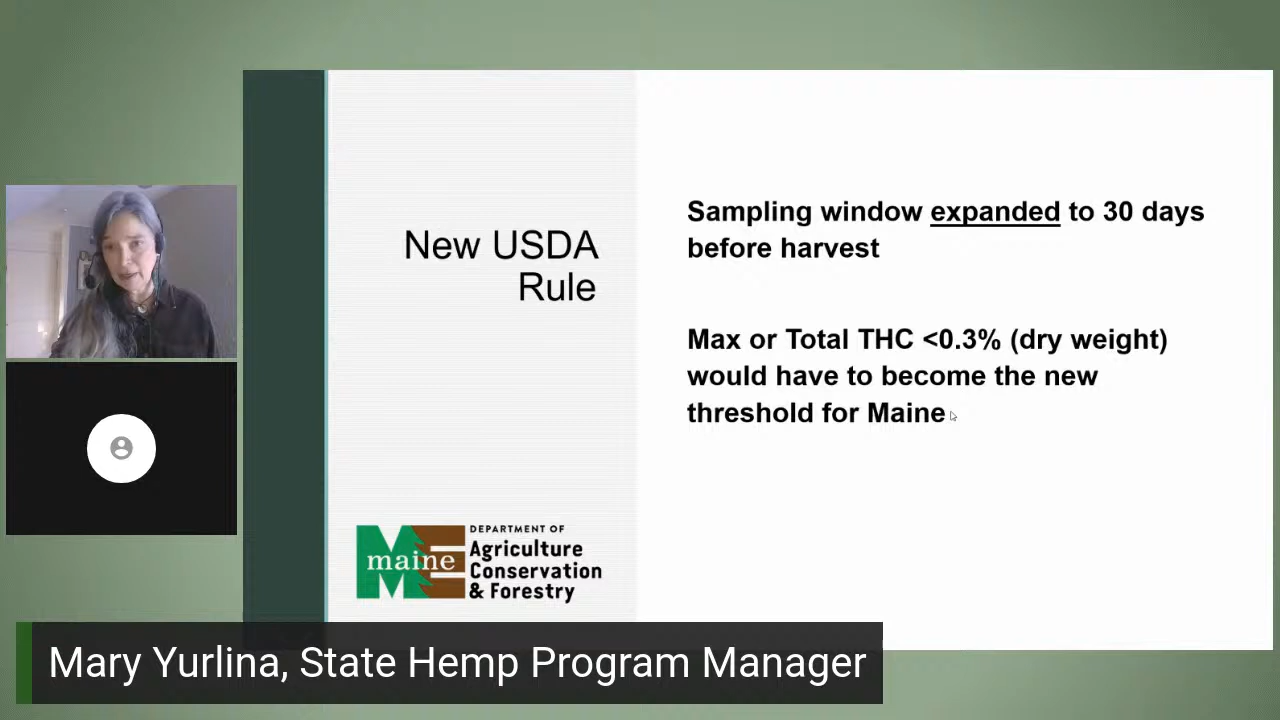 New USDA
Rule
Sampling window expanded to 30 days
before harvest
Max or Total THC <0.3% (dry weight)
would have to become the new
threshold for Maine
maine
DEPARTMENT OF
Agriculture
Conservation
& Forestry
Mary Yurlina, State Hemp Program Manager